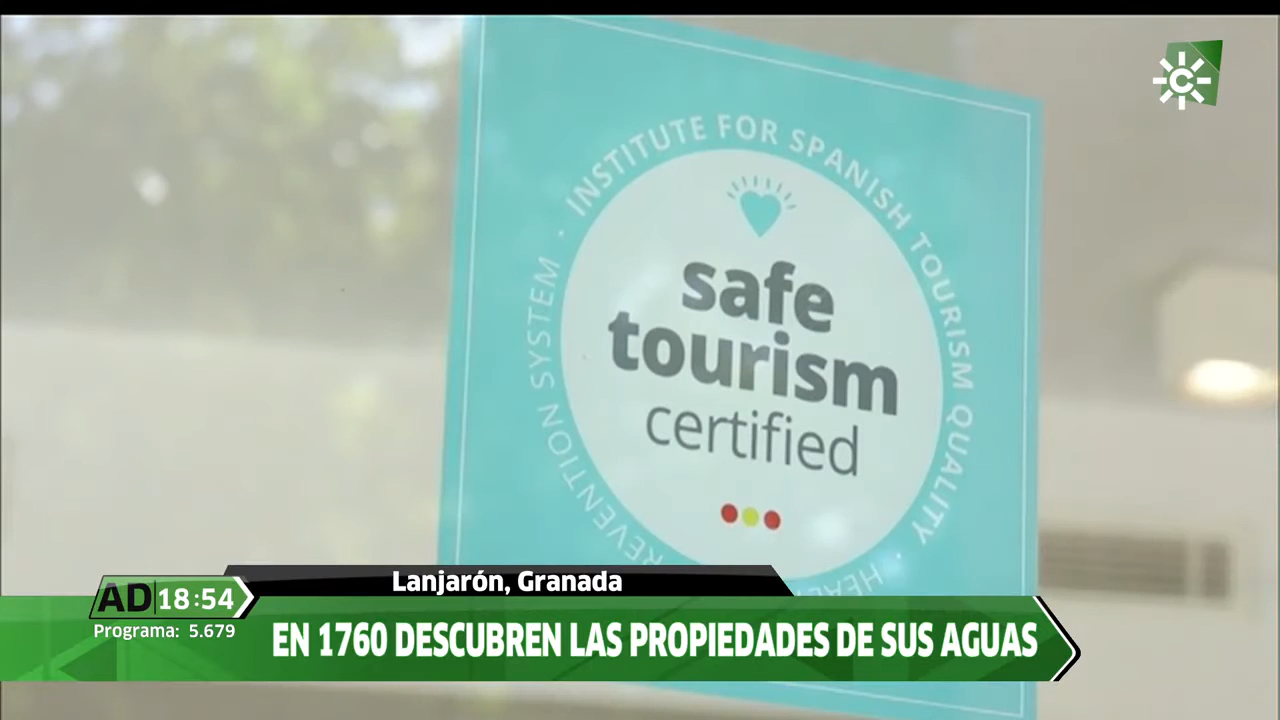 INSTITUTE FOR SPANISH TOURISM QUALITY
safe
tourism
certified
SYSTEM
Lanjarón, Granada
AD 18:54
Programa: 5.679
EN 1760 DESCUBREN LAS PROPIEDADES DE SUS AGUAS